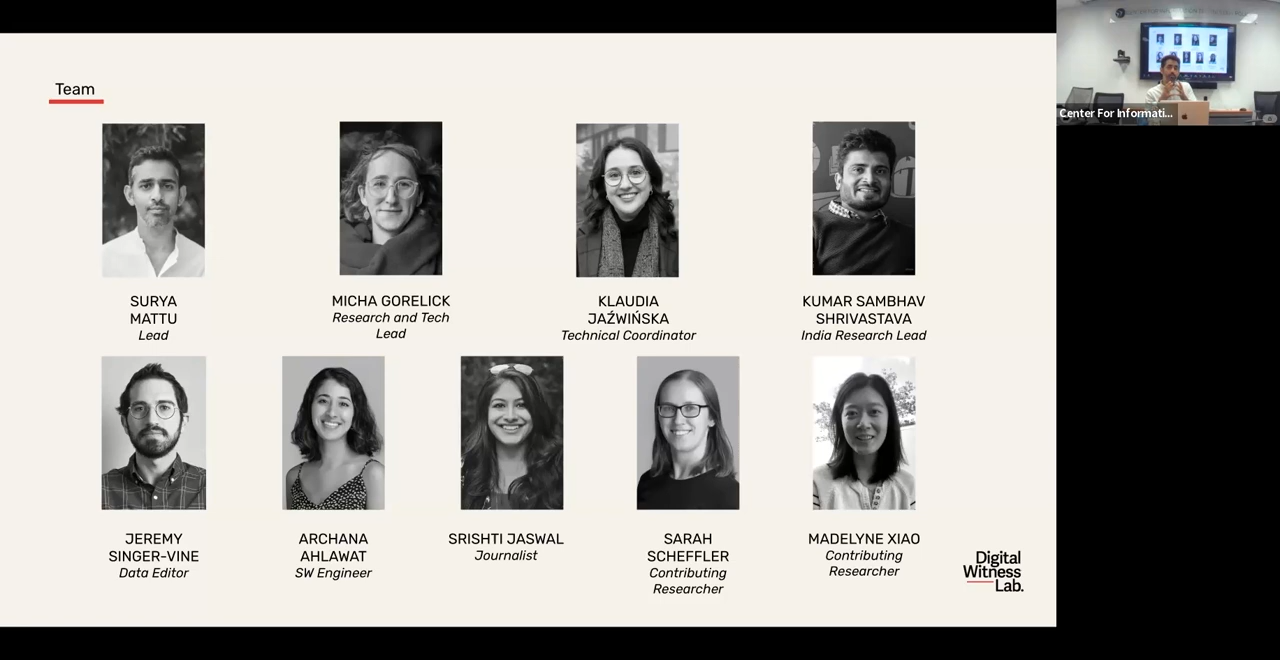 Team
SURYA
MATTU
Lead
MICHA GORELICK
Research and Tech
Lead
KLAUDIA
JAŹWIŃSKA
Technical Coordinator
KUMAR SAMBHAV
SHRIVASTAVA
India Research Lead
JEREMY
SINGER-VINE
Data Editor
ARCHANA
AHLAWAT
SW Engineer
SRISHTI JASWAL
Journalist
SARAH
SCHEFFLER
Contributing
Researcher
MADELYNE XIAO
Contributing
Researcher
Digital
Witness
Lab.
Center For Informati...